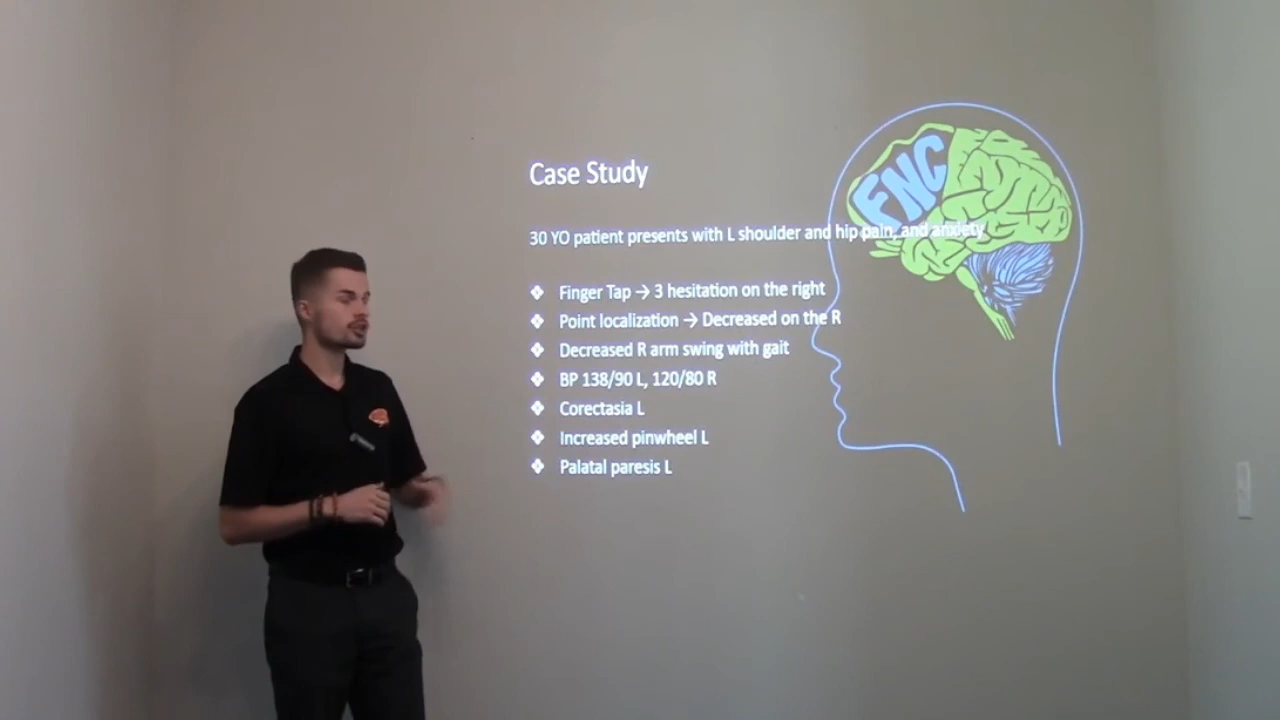 FNC
Case Study
30 YO patient presents with L shoulder and hip pain, and anxiety
❖ Finger Tap → 3 hesitation on the right
❖ Point localization → Decreased on the R
❖ Decreased R arm swing with gait
❖ BP 138/90 L, 120/80 R
❖ Corectasia L
❖ Increased pinwheel L
❖ Palatal paresis L